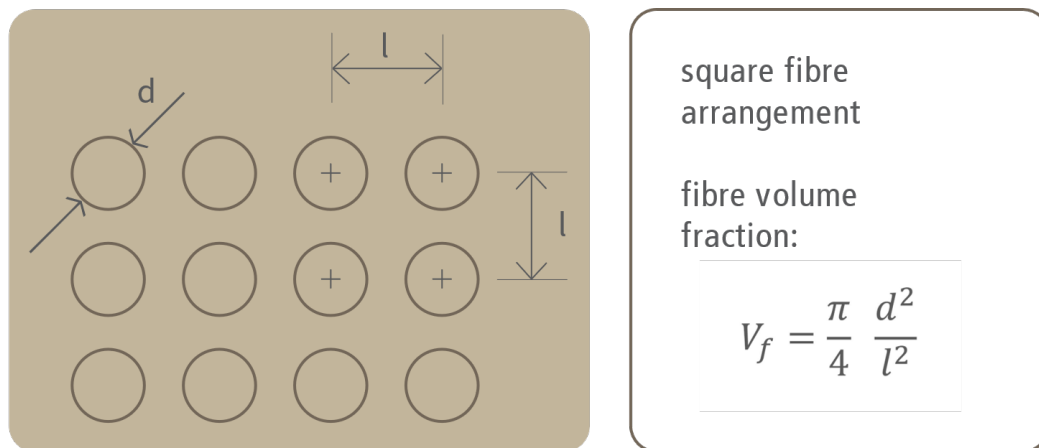 l
d
l
square fibre
arrangement
fibre volume
fraction:
V_f = π/4 d²/l²